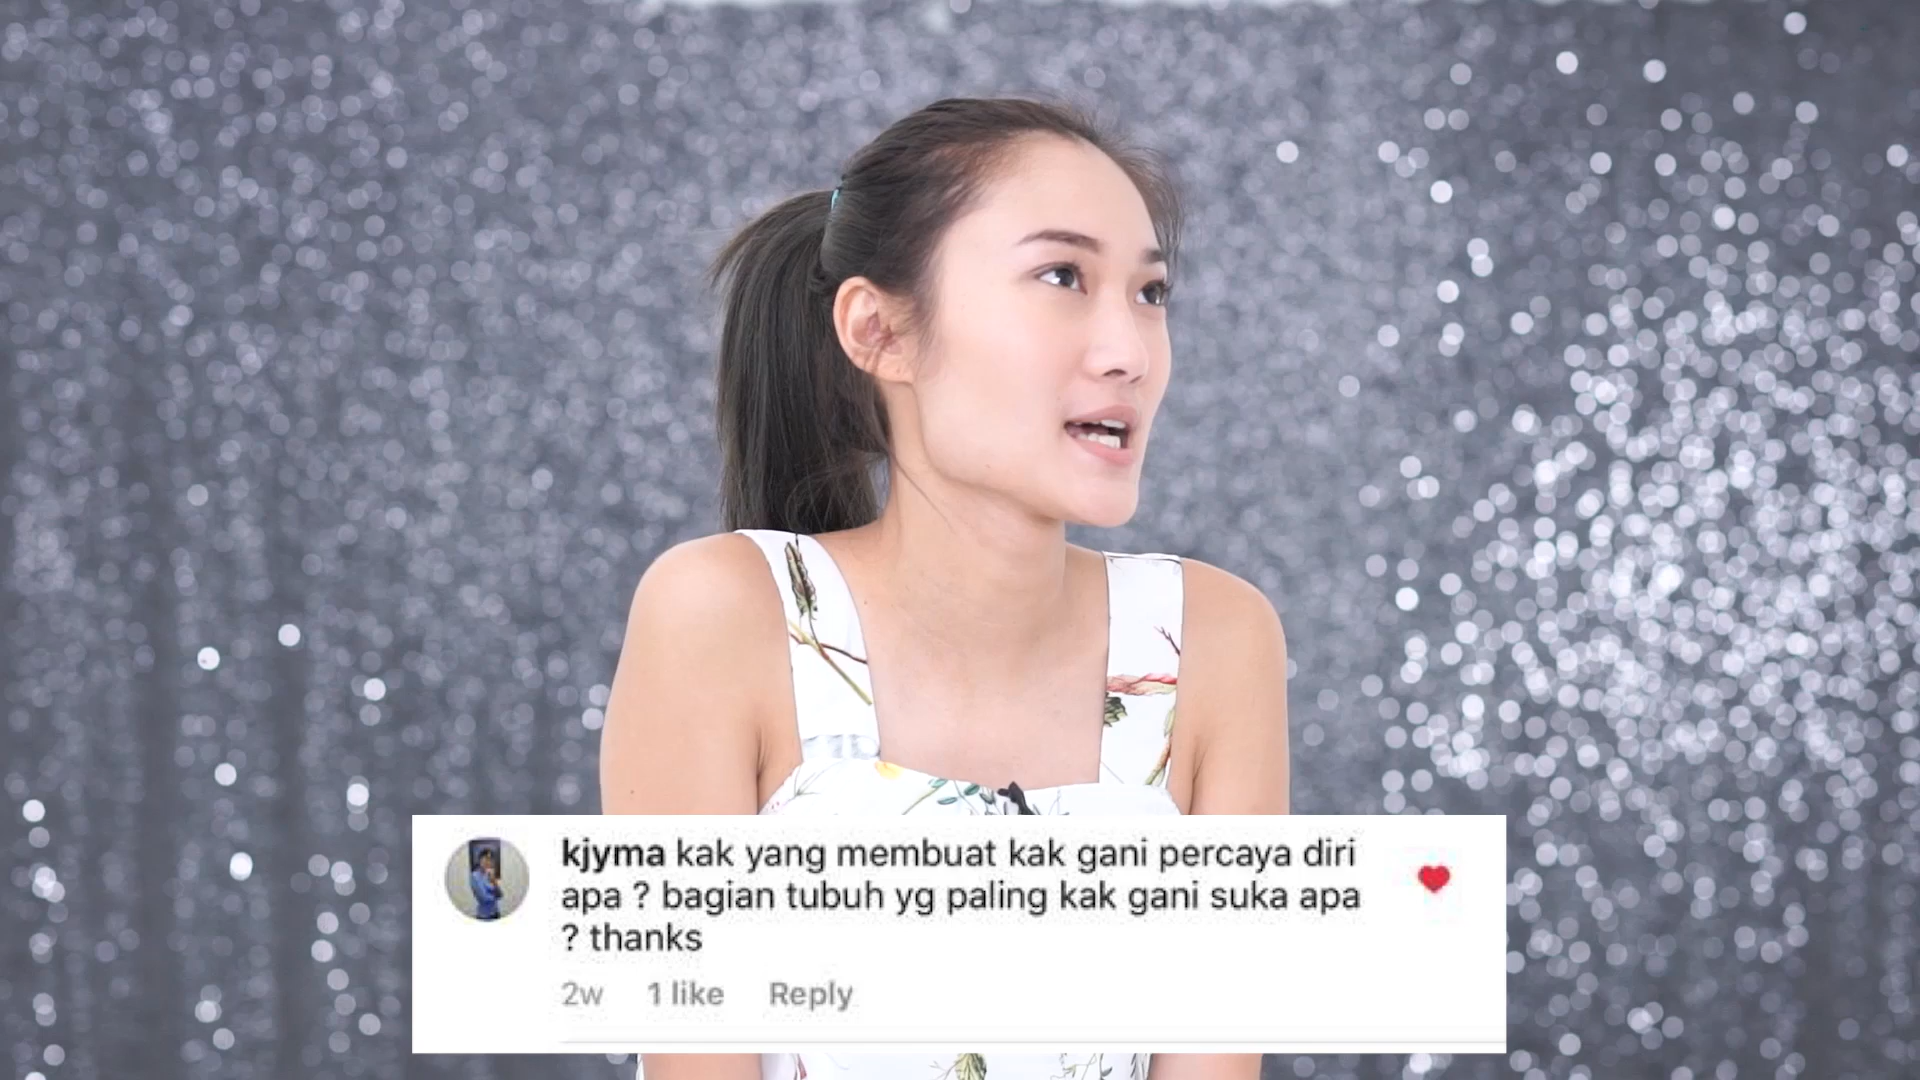 kjyma kak yang membuat kak gani percaya diri
apa ? bagian tubuh yg paling kak gani suka apa
? thanks
2w 1 like Reply